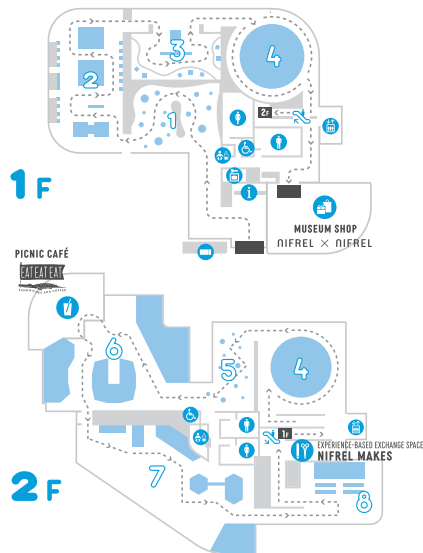 3
4
2
1
2F
i
1F
MUSEUM SHOP
NIFREL × NIFREL
PICNIC CAFÉ
EAT EAT EAT
6
5
4
1F
EXPERIENCE-BASED EXCHANGE SPACE
NIFREL MAKES
7
2F
8